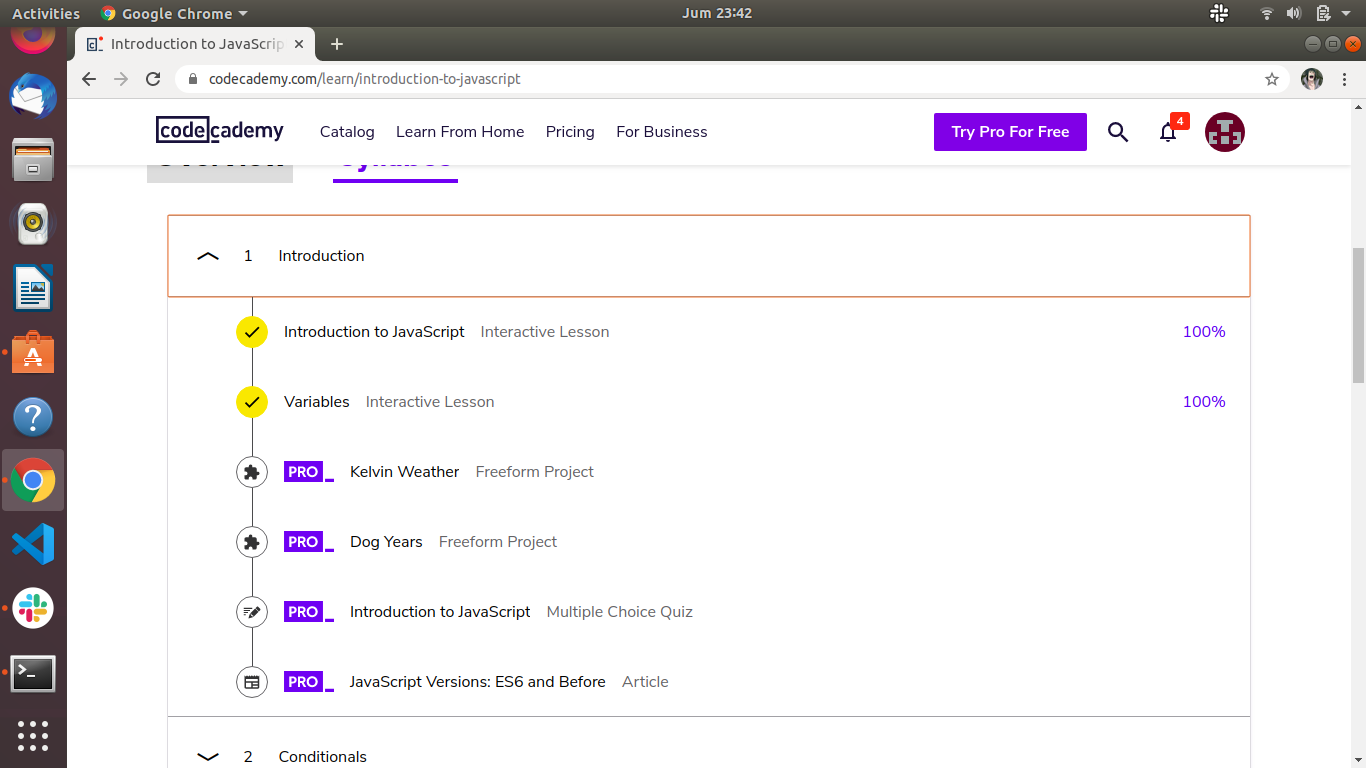 Activities Google Chrome Jum 23:42
Introduction to JavaScrip
codecademy.com/learn/introduction-to-javascript
codecademy Catalog Learn From Home Pricing For Business Try Pro For Free 4
Overview Syllabus
1 Introduction
Introduction to JavaScript Interactive Lesson 100%
Variables Interactive Lesson 100%
PRO Kelvin Weather Freeform Project
PRO Dog Years Freeform Project
PRO Introduction to JavaScript Multiple Choice Quiz
PRO JavaScript Versions: ES6 and Before Article
2 Conditionals